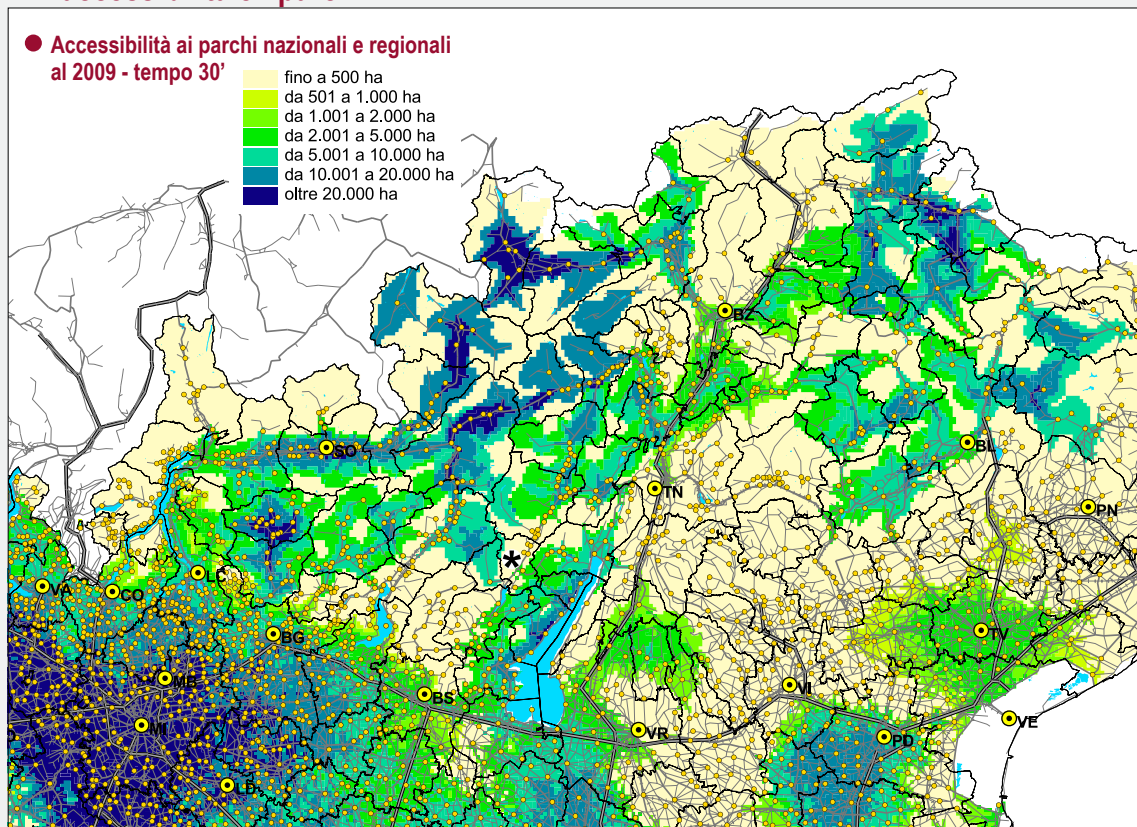 ● Accessibilità ai parchi nazionali e regionali
al 2009 - tempo 30’
fino a 500 ha
da 501 a 1.000 ha
da 1.001 a 2.000 ha
da 2.001 a 5.000 ha
da 5.001 a 10.000 ha
da 10.001 a 20.000 ha
oltre 20.000 ha
BZ
SO
BL
TN
PN
*
LC
VA
CO
BG
TV
MB
VI
BS
VE
MI
VR
PD
LO